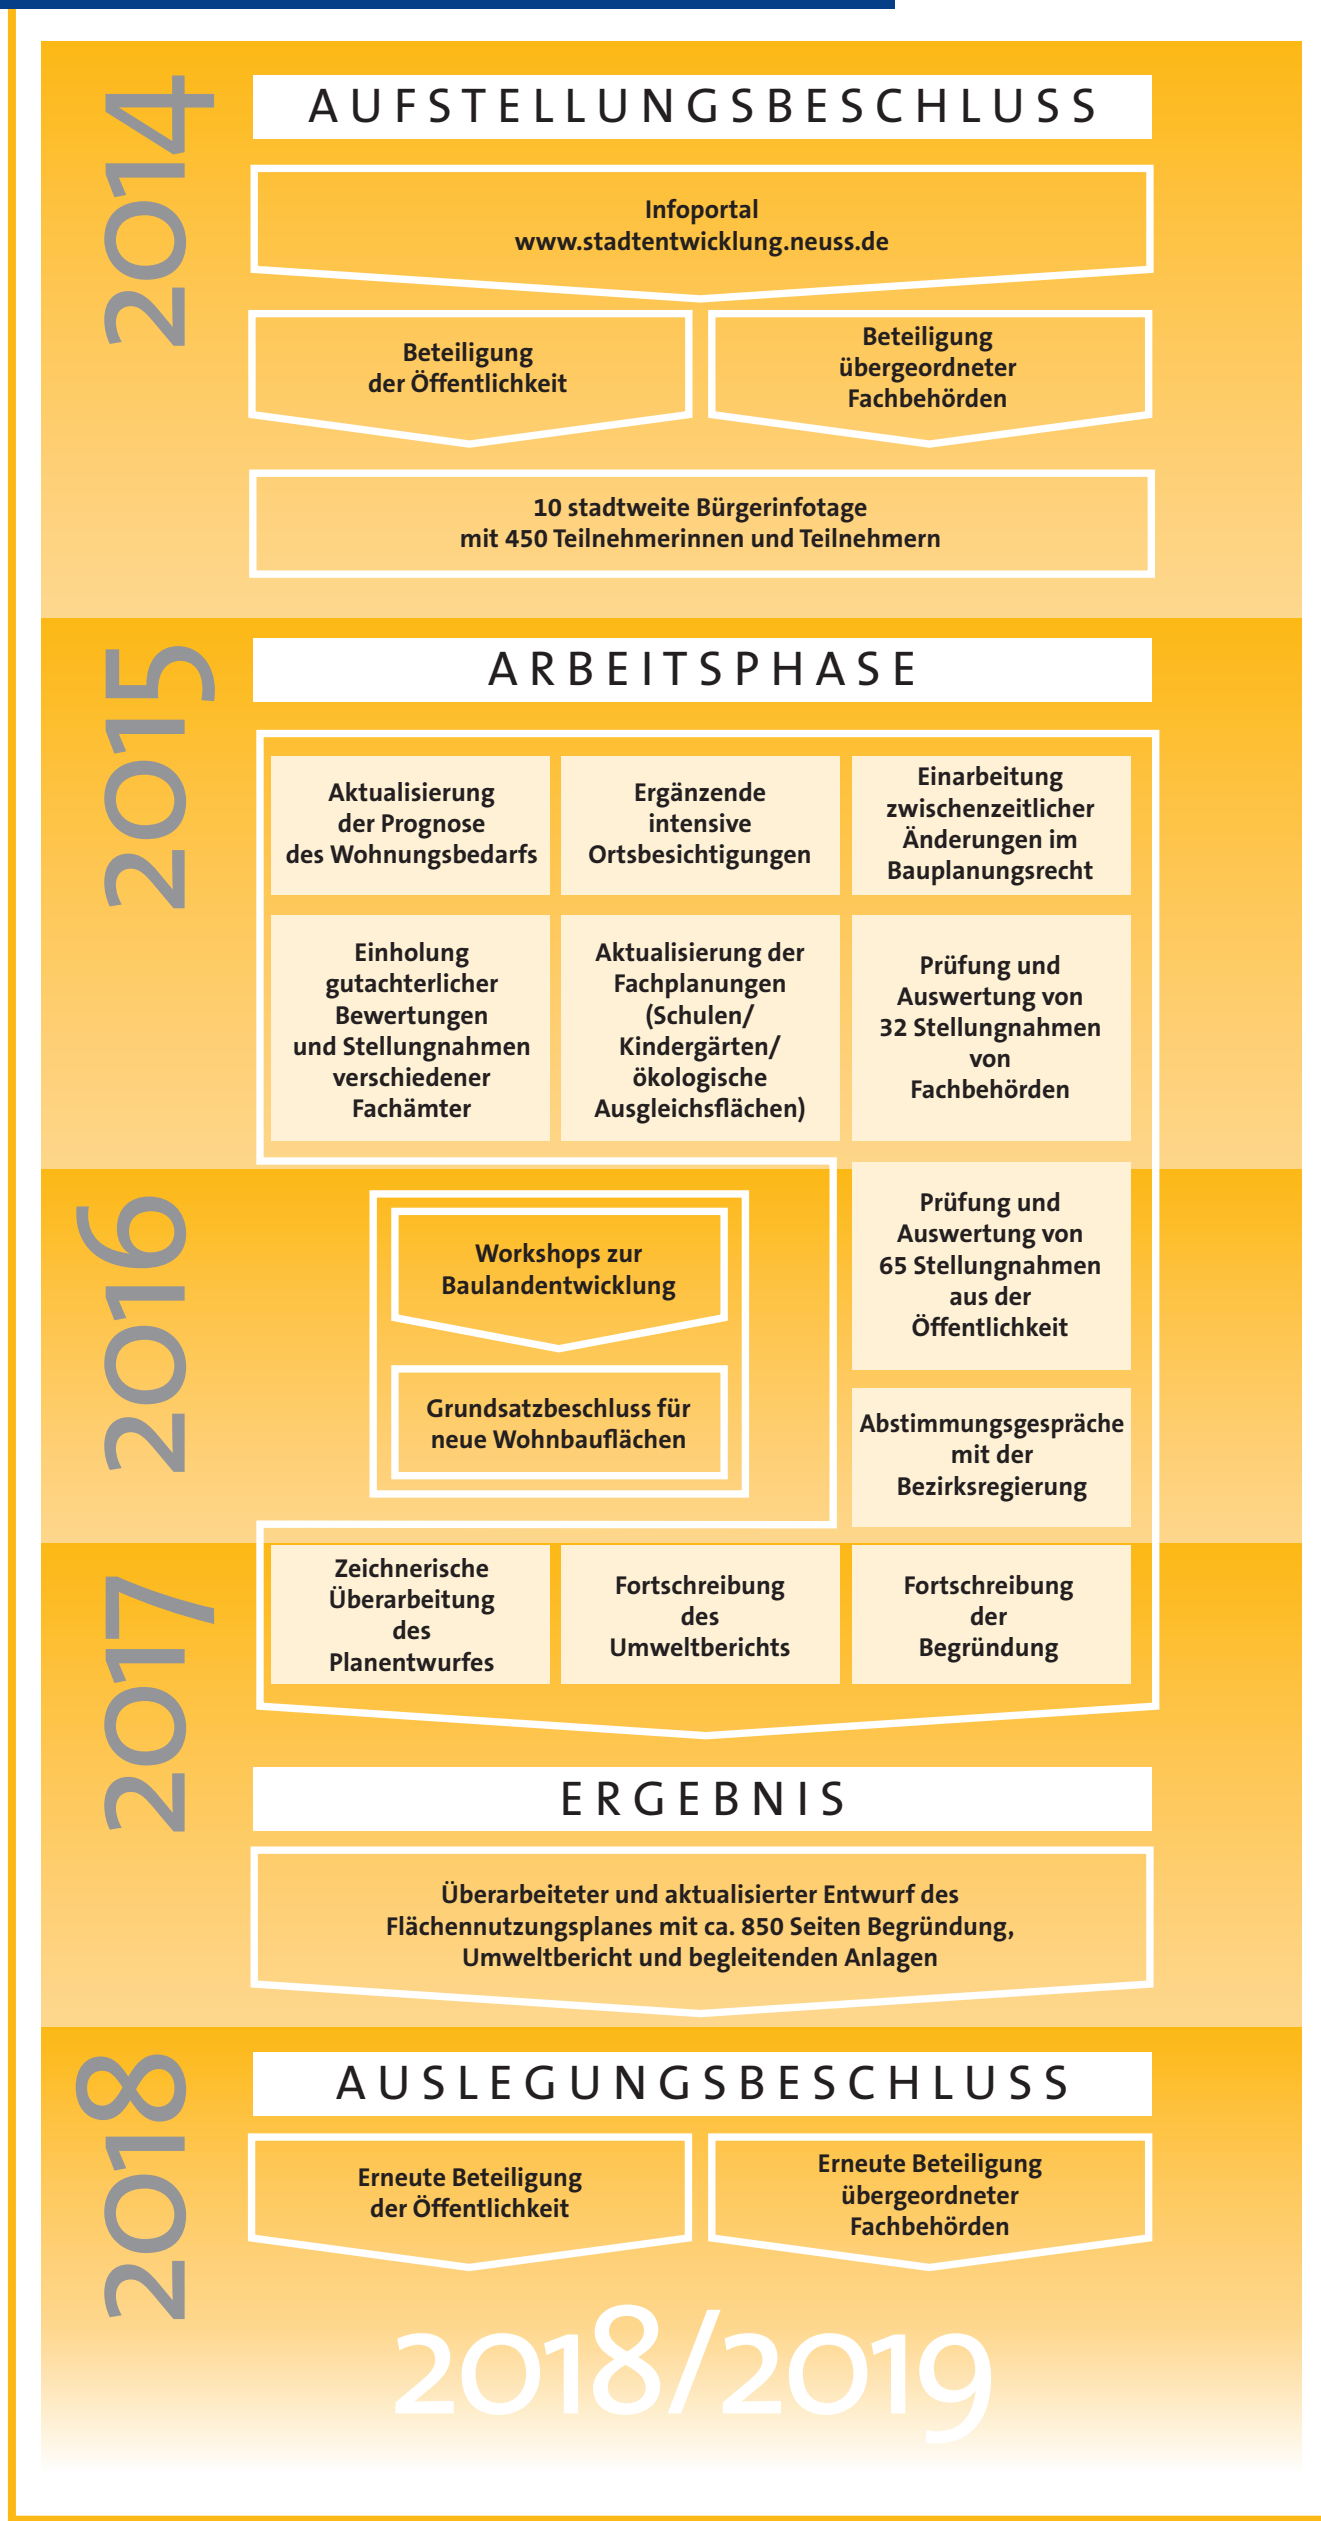 2014
AUFSTELLUNGSBESCHLUSS
Infoportal
www.stadtentwicklung.neuss.de
Beteiligung
der Öffentlichkeit
Beteiligung
übergeordneter
Fachbehörden
10 stadtweite Bürgerinfotage
mit 450 Teilnehmerinnen und Teilnehmern
2015
ARBEITSPHASE
Aktualisierung
der Prognose
des Wohnungsbedarfs
Ergänzende
intensive
Ortsbesichtigungen
Einarbeitung
zwischenzeitlicher
Änderungen im
Bauplanungsrecht
Einholung
gutachterlicher
Bewertungen
und Stellungnahmen
verschiedener
Fachämter
Aktualisierung der
Fachplanungen
(Schulen/
Kindergärten/
ökologische
Ausgleichsflächen)
Prüfung und
Auswertung von
32 Stellungnahmen
von
Fachbehörden
2016
Workshops zur
Baulandentwicklung
Grundsatzbeschluss für
neue Wohnbauflächen
Prüfung und
Auswertung von
65 Stellungnahmen
aus der
Öffentlichkeit
Abstimmungsgespräche
mit der
Bezirksregierung
2017
Zeichnerische
Überarbeitung
des
Planentwurfes
Fortschreibung
des
Umweltberichts
Fortschreibung
der
Begründung
ERGEBNIS
Überarbeiteter und aktualisierter Entwurf des
Flächennutzungsplanes mit ca. 850 Seiten Begründung,
Umweltbericht und begleitenden Anlagen
2018
AUSLEGUNGSBESCHLUSS
Erneute Beteiligung
der Öffentlichkeit
Erneute Beteiligung
übergeordneter
Fachbehörden
2018/2019